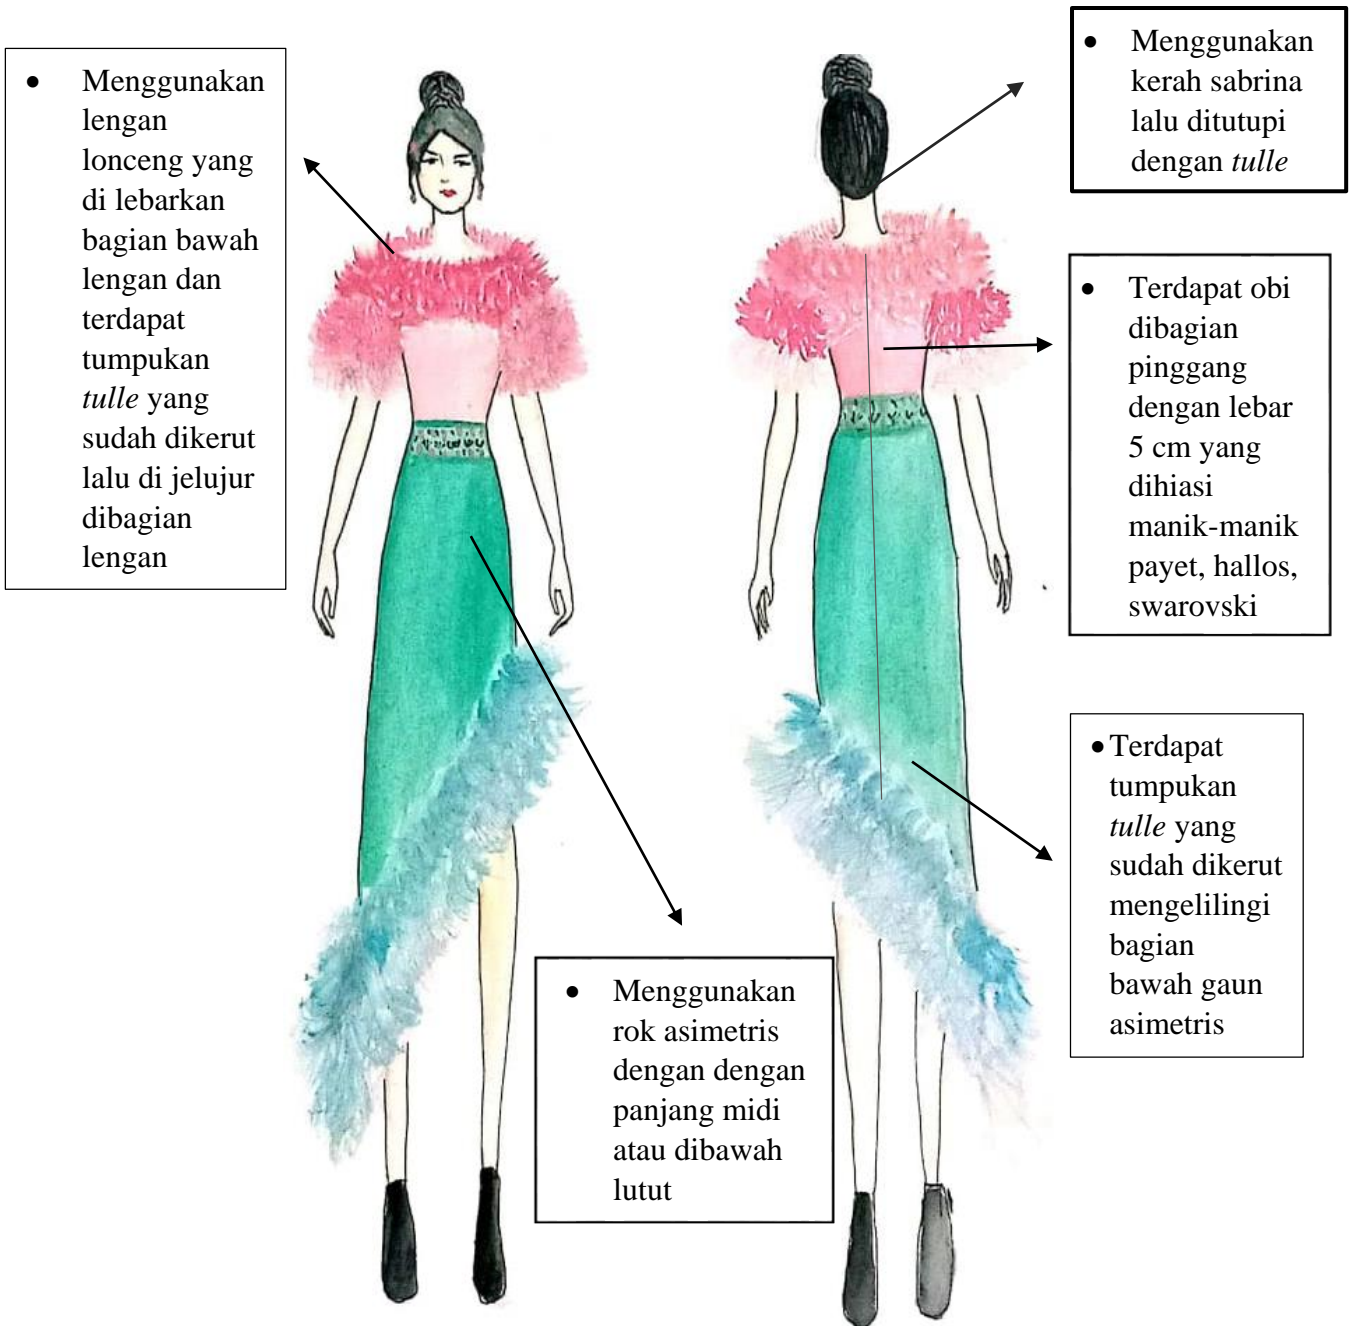 • Menggunakan
lengan
lonceng yang
di lebarkan
bagian bawah
lengan dan
terdapat
tumpukan
tulle yang
sudah dikerut
lalu di jelujur
dibagian
lengan
• Menggunakan
kerah sabrina
lalu ditutupi
dengan tulle
• Terdapat obi
dibagian
pinggang
dengan lebar
5 cm yang
dihiasi
manik-manik
payet, hallos,
swarovski
• Terdapat
tumpukan
tulle yang
sudah dikerut
mengelilingi
bagian
bawah gaun
asimetris
• Menggunakan
rok asimetris
dengan dengan
panjang midi
atau dibawah
lutut